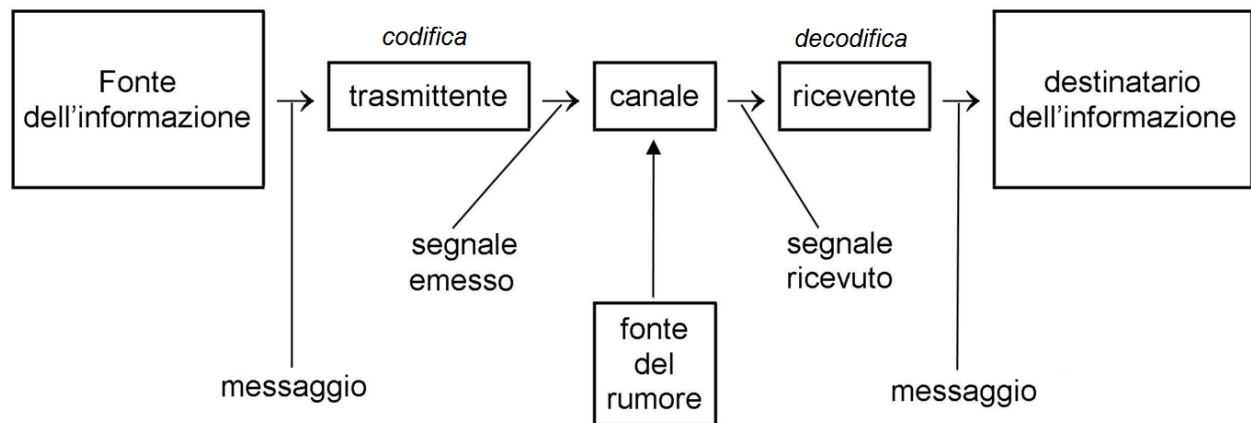 codifica
decodifica
Fonte
dell'informazione
trasmittente
canale
ricevente
destinatario
dell'informazione
segnale
emesso
segnale
ricevuto
fonte
del
rumore
messaggio
messaggio